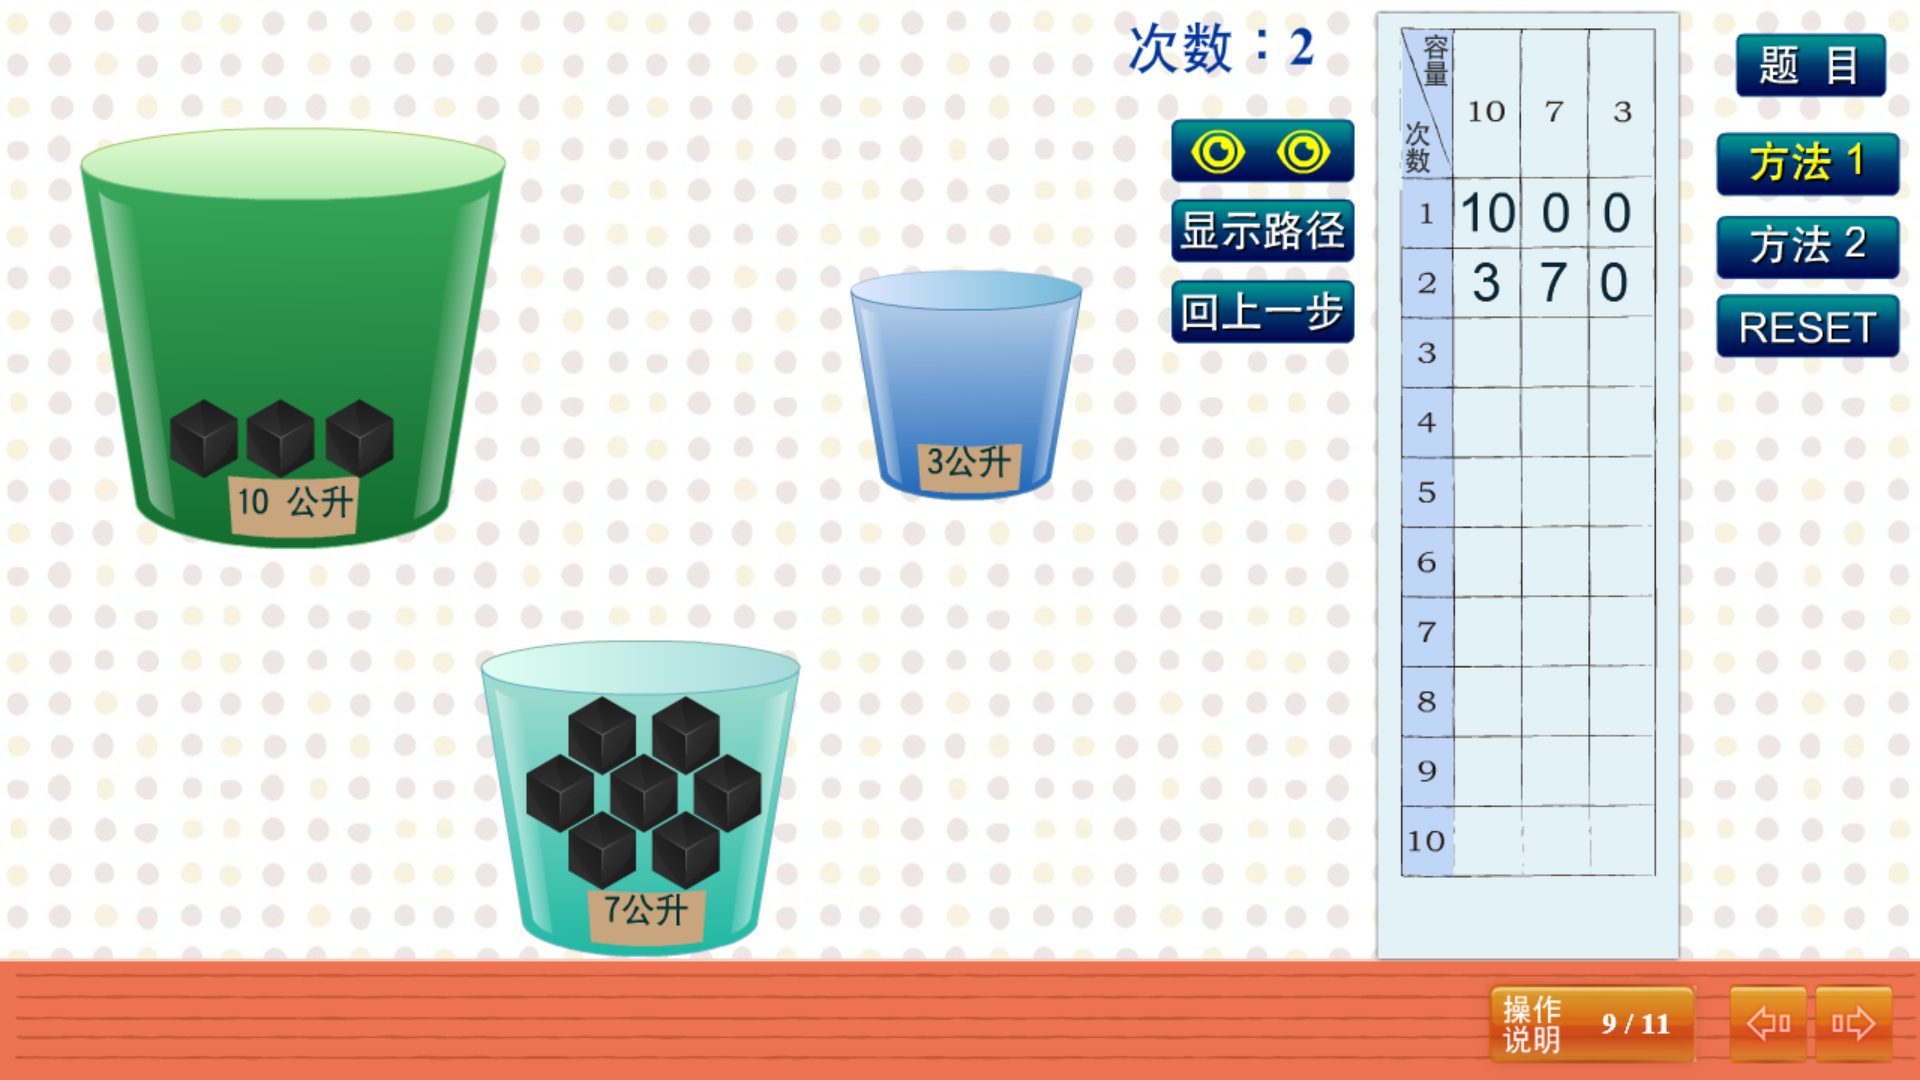 次数：2
显示路径
回上一步
10 公升
3公升
7公升
容量
次数
10 7 3
1 10 0 0
2 3 7 0
3
4
5
6
7
8
9
10
题 目
方法 1
方法 2
RESET
操作
说明
9 / 11